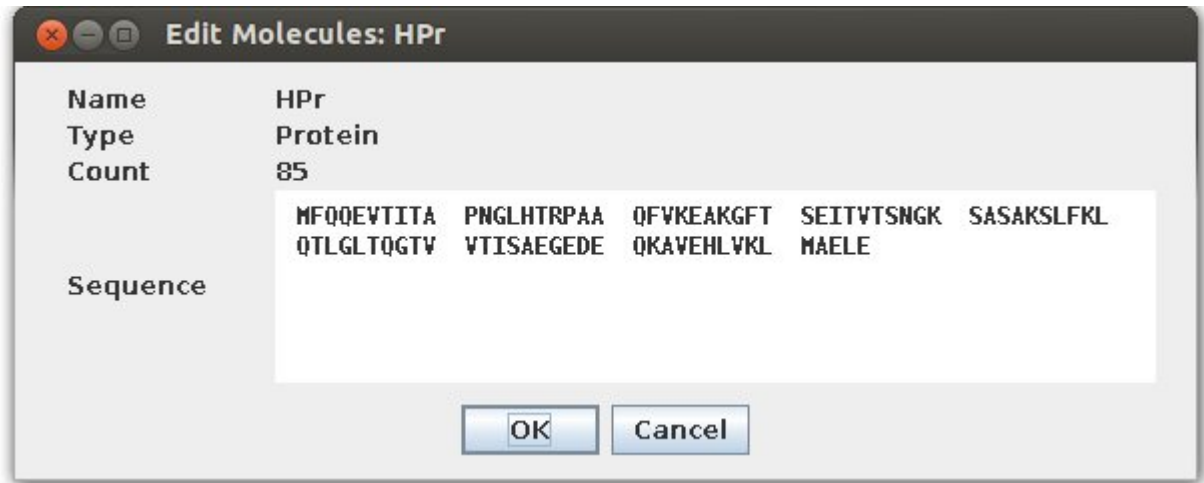 Edit Molecules: HPr
Name HPr
Type Protein
Count 85
Sequence
MFQQEVTITA PNGLHTRPAA QFVKEAKGFT SEITVTSNGK SASAKSLFKL
QTLGLTQGTV VTISAEGEDE QKAVEHLVKL MAELE
OK Cancel